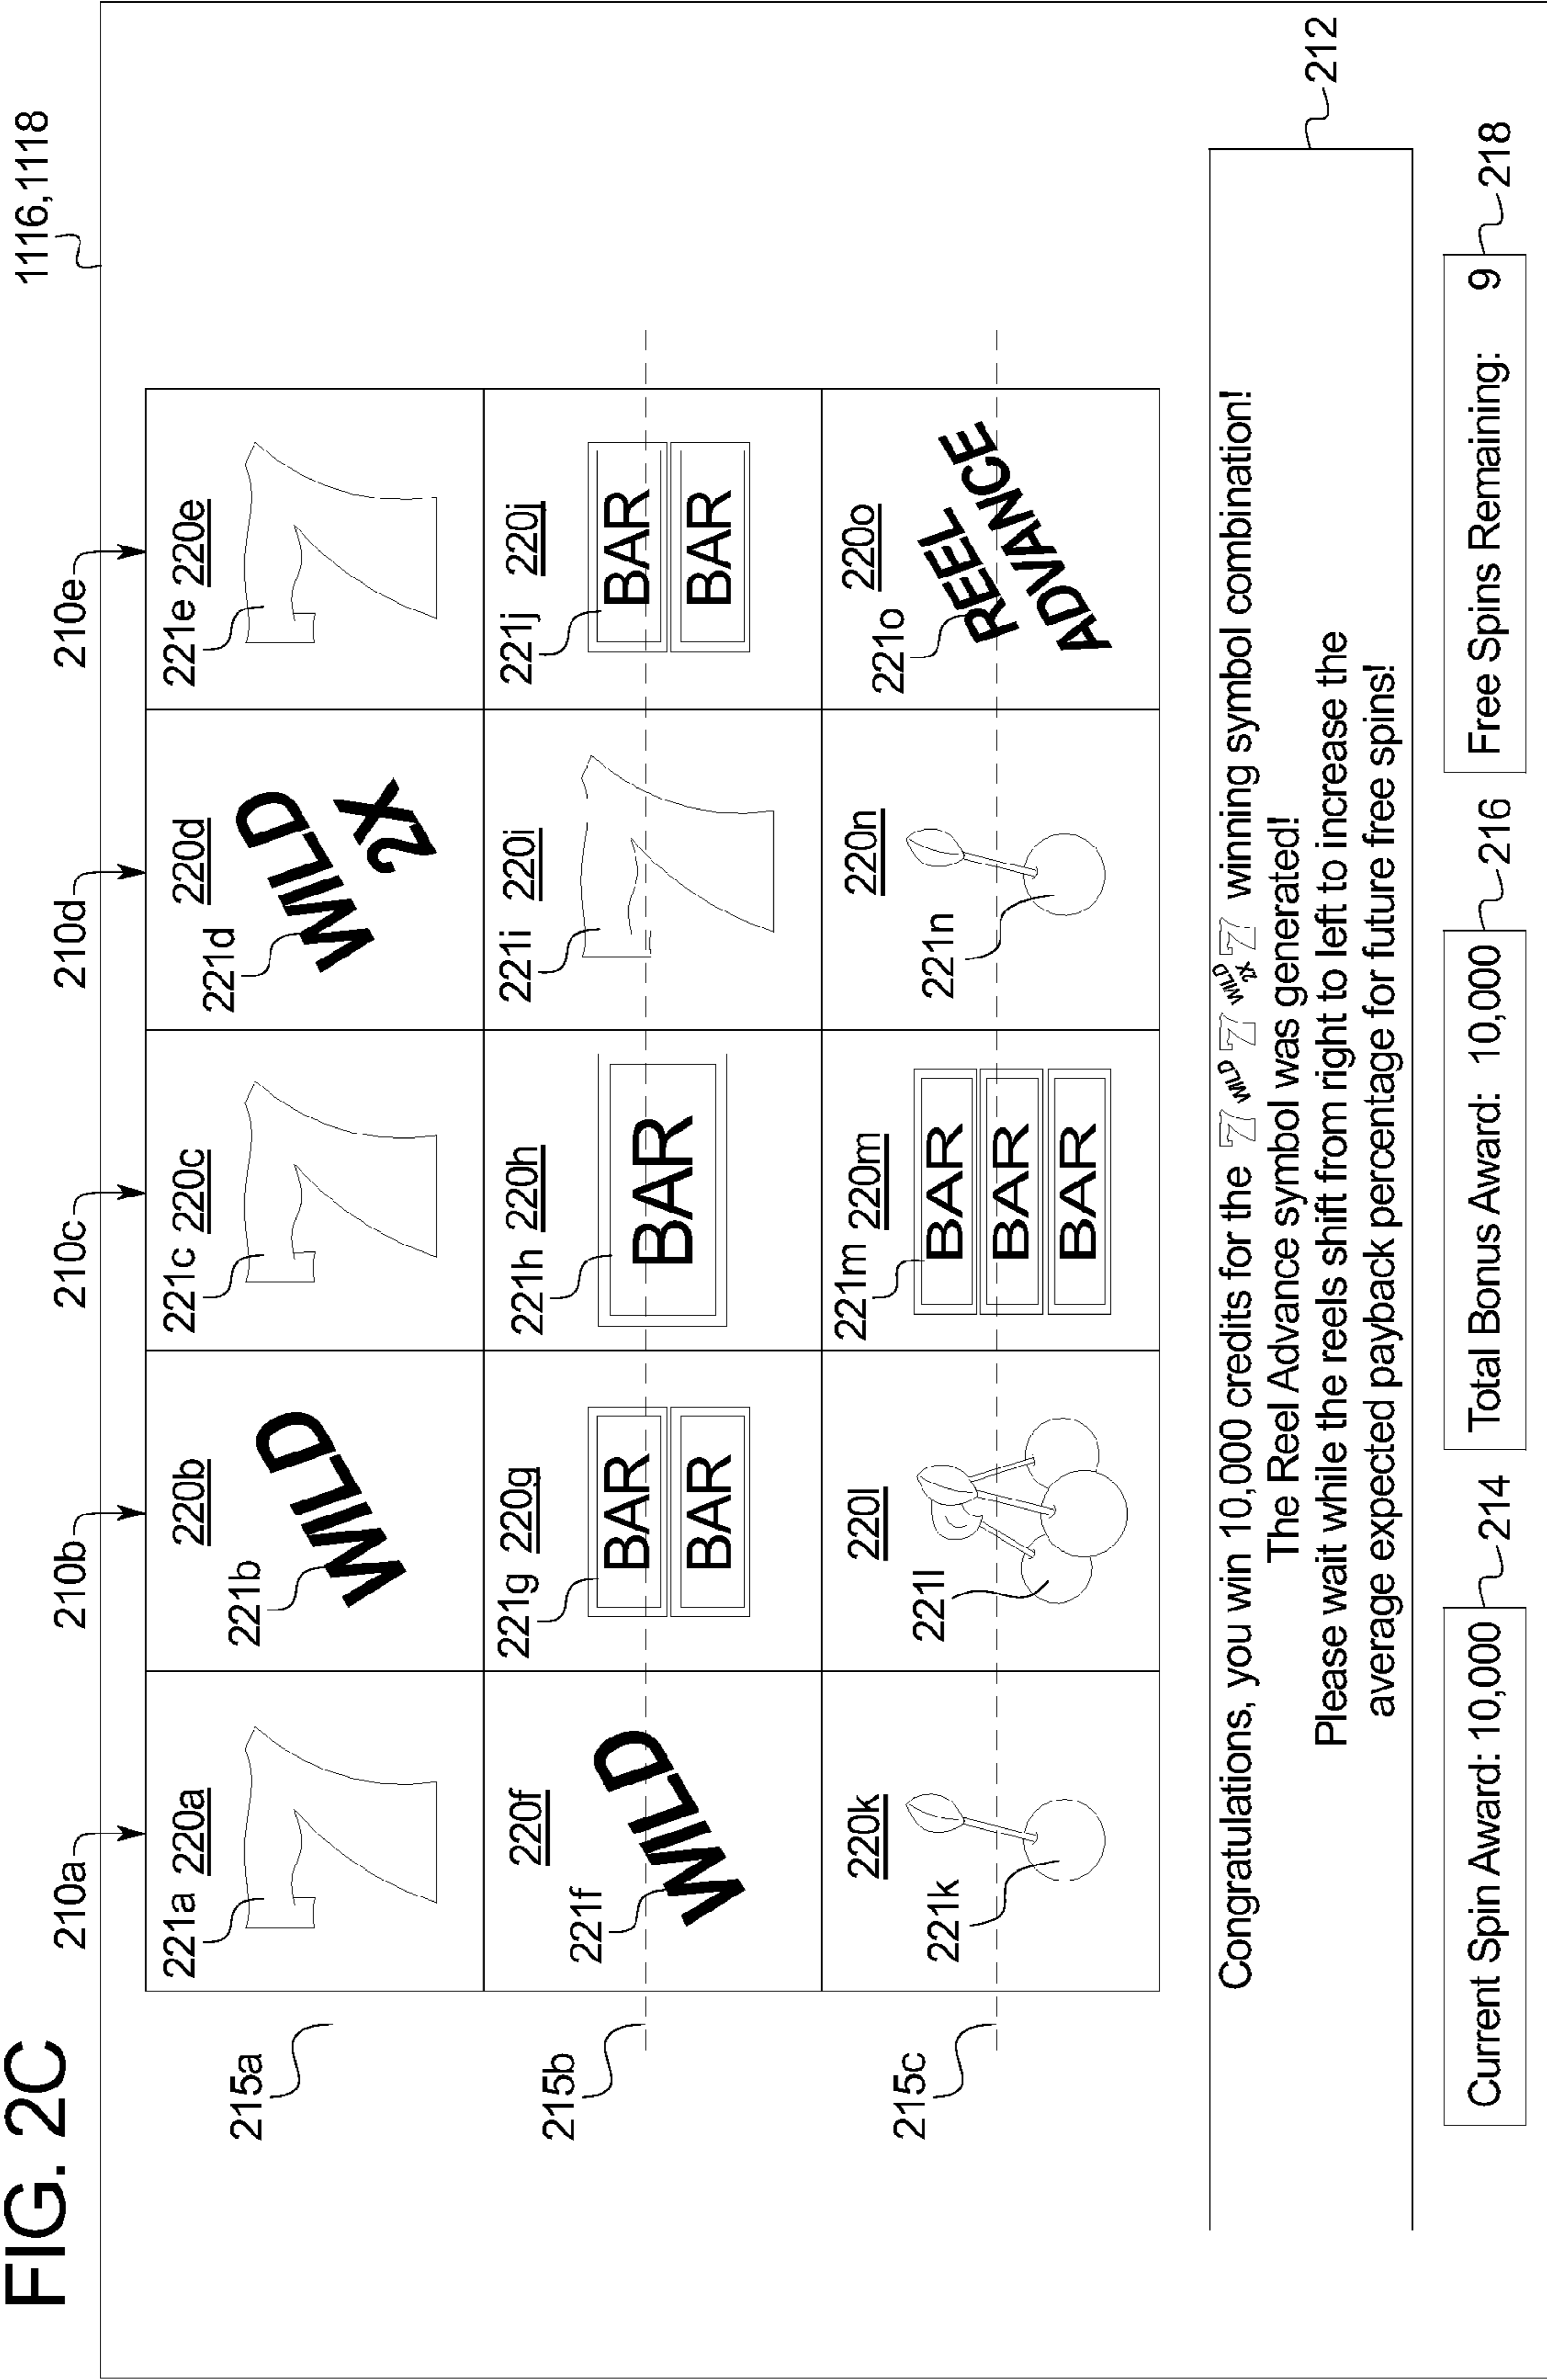 FIG. 2C
1116,1118
210a 210b 210c 210d 210e
215a
221a 220a
221b 220b
WILD
221c 220c
221d 220d
WILD
2X
221e 220e
215b
221f 220f
WILD
221g 220g
BAR
BAR
221h 220h
BAR
221i 220i
221j 220j
BAR
BAR
215c
221k 220k
221l 220l
221m 220m
BAR
BAR
BAR
221n 220n
221o 220o
REEL
ADVANCE
Congratulations, you win 10,000 credits for the 7 WILD 7 7 WILD 2X 7 winning symbol combination!
The Reel Advance symbol was generated!
Please wait while the reels shift from right to left to increase the
average expected payback percentage for future free spins!
212
Current Spin Award: 10,000 214
Total Bonus Award: 10,000 216
Free Spins Remaining: 9 218